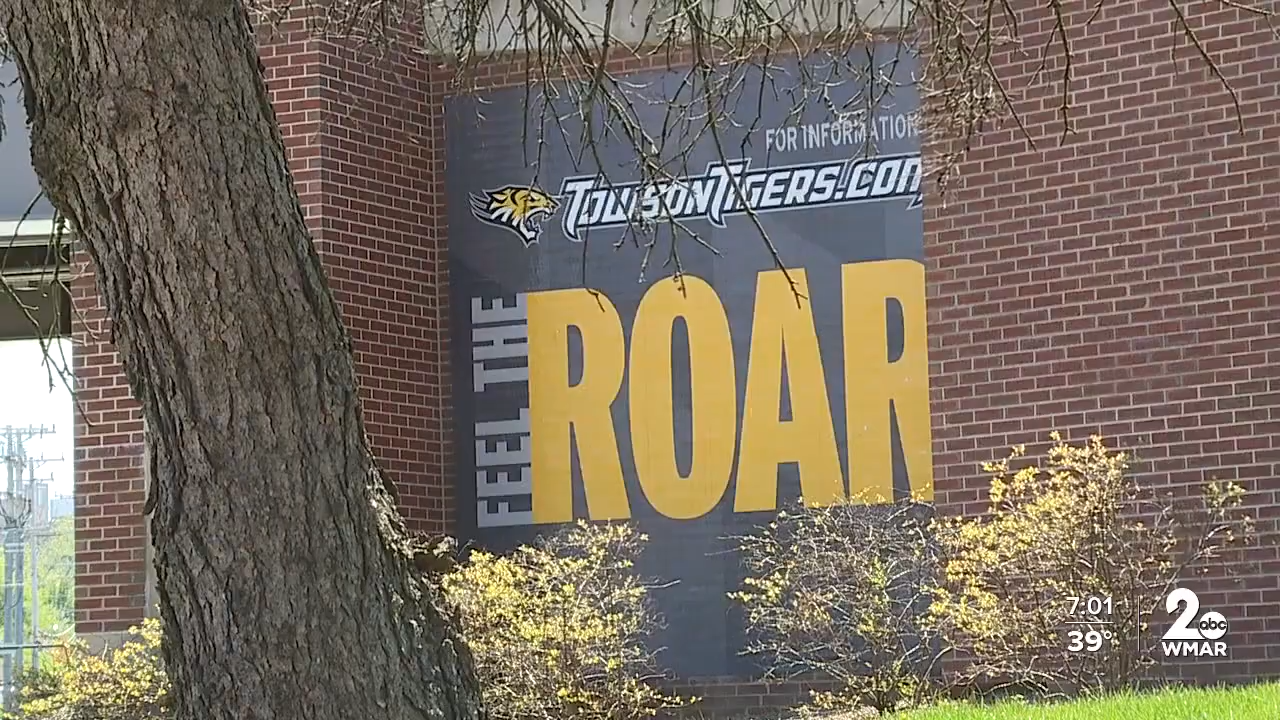 FOR INFORMATION
TOWSONTIGERS.COM
FEEL THE
ROAR
7:01
39°
2 abc
WMAR